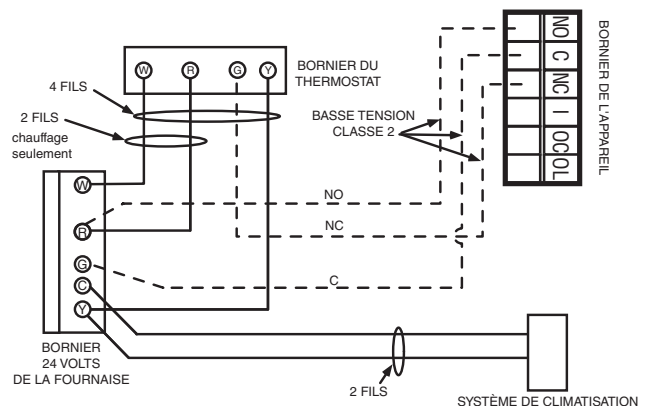 W R G Y
BORNIER DU
THERMOSTAT
4 FILS
2 FILS
chauffage
seulement
BASSE TENSION
CLASSE 2
NO
C
NC
I
OC
OL
BORNIER DE L'APPAREIL
W
R
G
C
Y
NO
NC
C
BORNIER
24 VOLTS
DE LA FOURNAISE
2 FILS
SYSTÈME DE CLIMATISATION